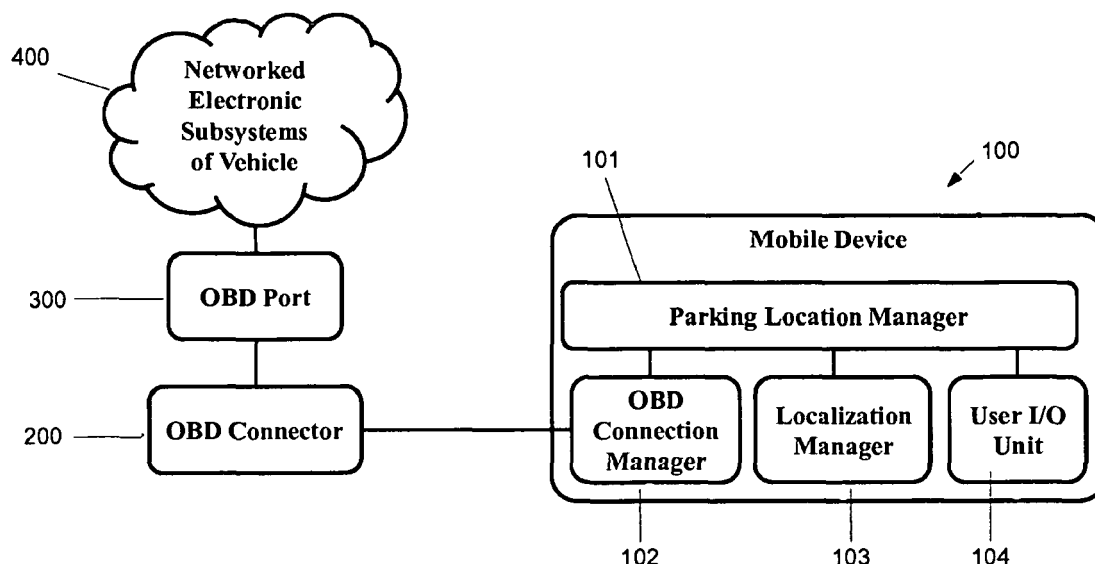 400
Networked
Electronic
Subsystems
of Vehicle
101
100
Mobile Device
300
OBD Port
Parking Location Manager
200
OBD Connector
OBD
Connection
Manager
Localization
Manager
User I/O
Unit
102
103
104